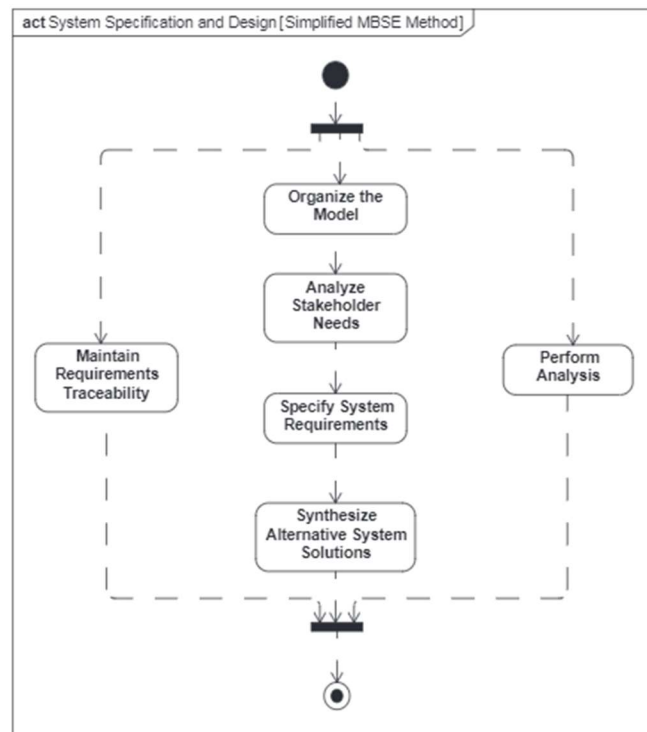 act System Specification and Design [Simplified MBSE Method]
Organize the
Model
Analyze
Stakeholder
Needs
Maintain
Requirements
Traceability
Perform
Analysis
Specify System
Requirements
Synthesize
Alternative System
Solutions